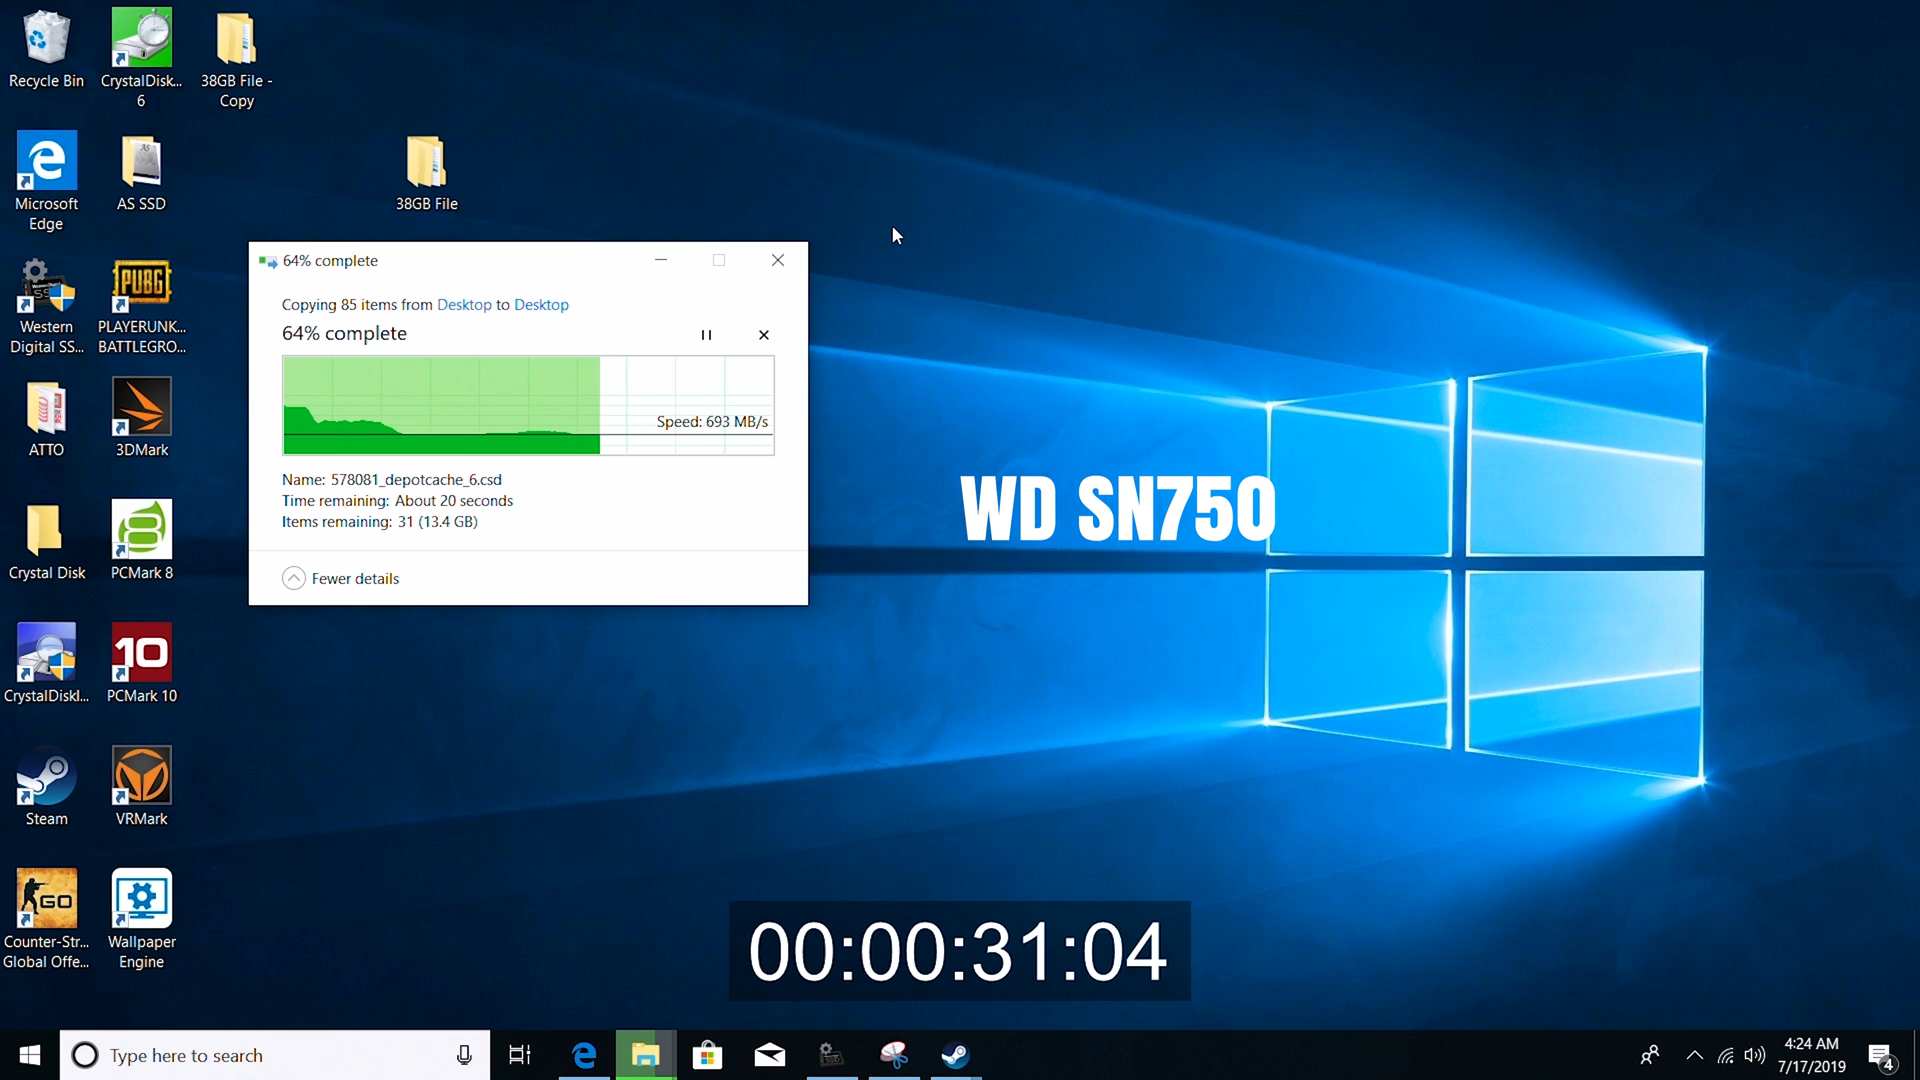 Recycle Bin
CrystalDisk...
6
38GB File -
Copy
Microsoft
Edge
AS SSD
38GB File
Western
Digital SS...
PUBG
PLAYERUNK...
BATTLEGRO...
ATTO
3DMark
Crystal Disk
PCMark 8
CrystalDiskI...
10
PCMark 10
Steam
VRMark
GO
Counter-Str...
Global Offe...
Wallpaper
Engine
64% complete
Copying 85 items from Desktop to Desktop
64% complete
Speed: 693 MB/s
Name: 578081_depotcache_6.csd
Time remaining: About 20 seconds
Items remaining: 31 (13.4 GB)
Fewer details
WD SN750
00:00:31:04
Type here to search
4:24 AM
7/17/2019
4